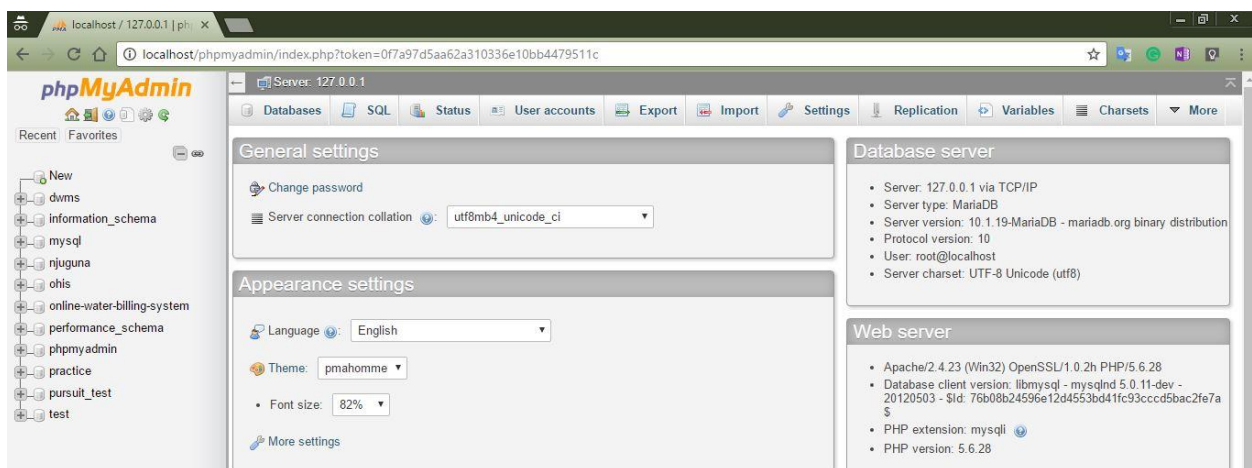 localhost / 127.0.0.1 | ph
localhost/phpmyadmin/index.php?token=0f7a97d5aa62a310336e10bb4479511c
phpMyAdmin
Recent Favorites
New
dwms
information_schema
mysql
njuguna
ohis
online-water-billing-system
performance_schema
phpmyadmin
practice
pursuit_test
test
Server: 127.0.0.1
Databases SQL Status User accounts Export Import Settings Replication Variables Charsets More
General settings
Change password
Server connection collation : utf8mb4_unicode_ci
Appearance settings
Language : English
Theme: pmahomme
• Font size: 82%
More settings
Database server
• Server: 127.0.0.1 via TCP/IP
• Server type: MariaDB
• Server version: 10.1.19-MariaDB - mariadb.org binary distribution
• Protocol version: 10
• User: root@localhost
• Server charset: UTF-8 Unicode (utf8)
Web server
• Apache/2.4.23 (Win32) OpenSSL/1.0.2h PHP/5.6.28
• Database client version: libmysql - mysqlnd 5.0.11-dev -
20120503 - $Id: 76b08b24596e12d4553bd41fc93cccd5bac2fe7a
$
• PHP extension: mysqli
• PHP version: 5.6.28